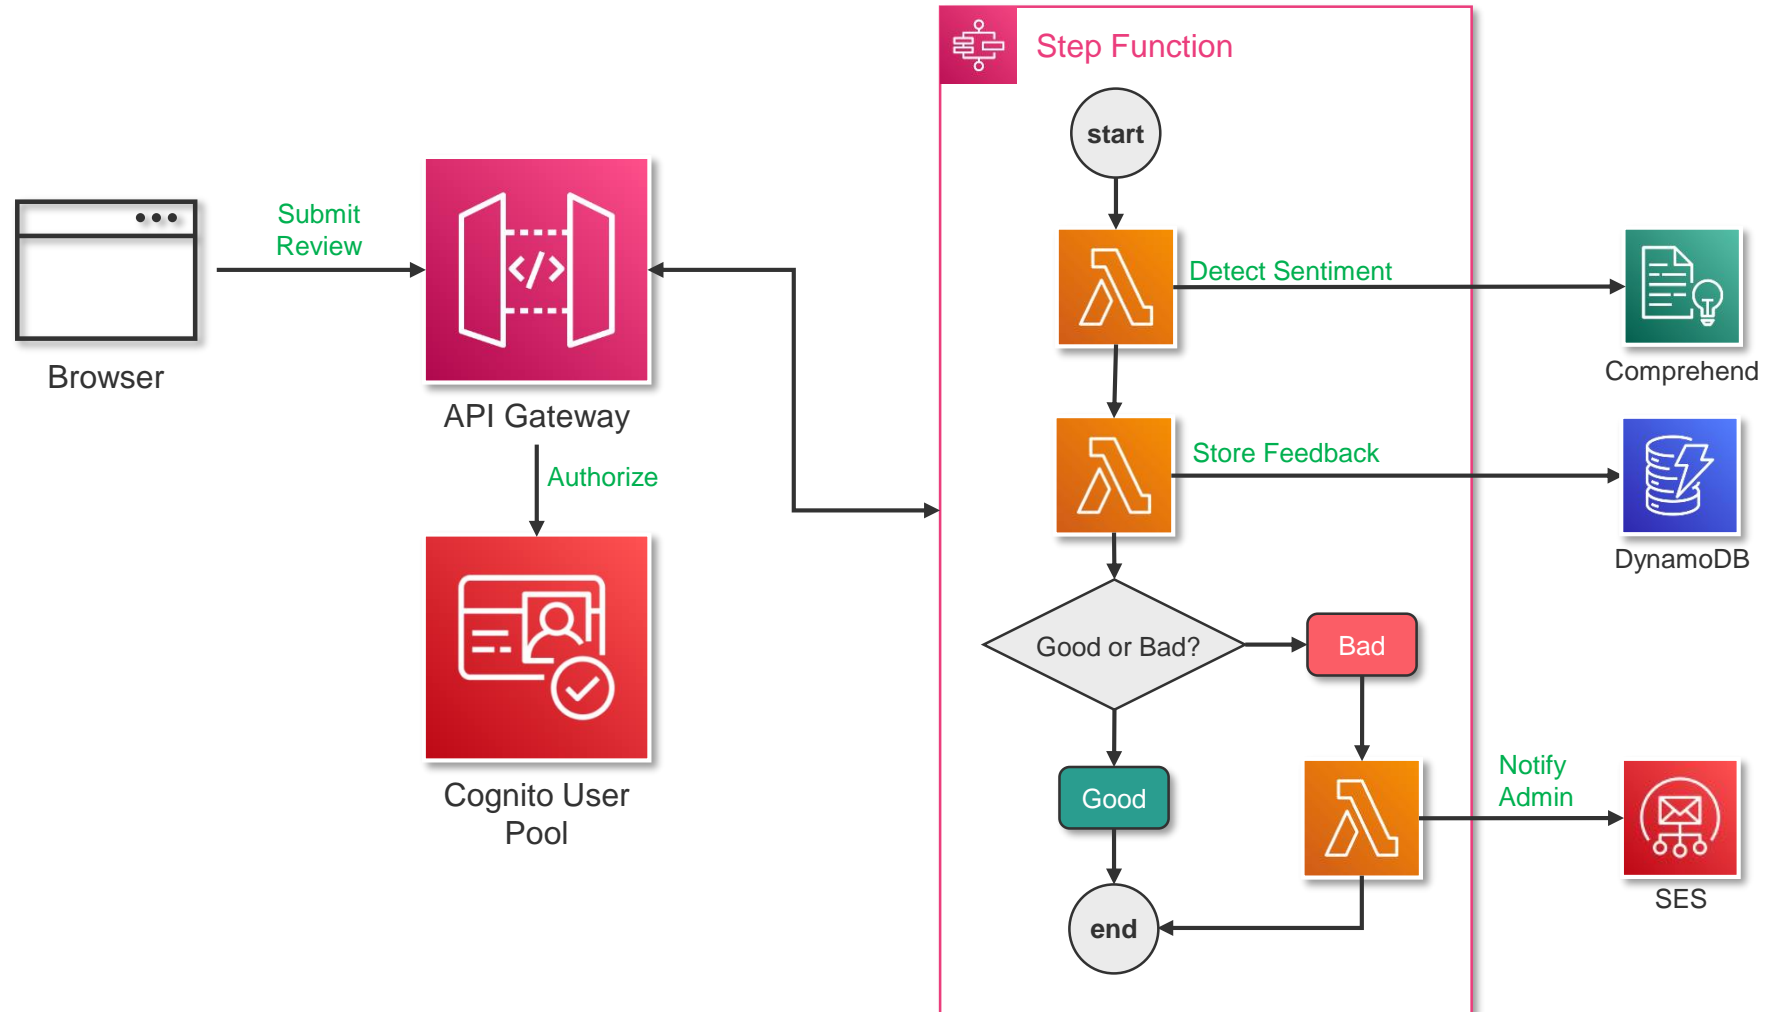 Step Function
start
Submit
Review
Detect Sentiment
Browser
API Gateway
Comprehend
Authorize
Store Feedback
DynamoDB
Good or Bad?
Bad
Cognito User
Pool
Good
Notify
Admin
SES
end